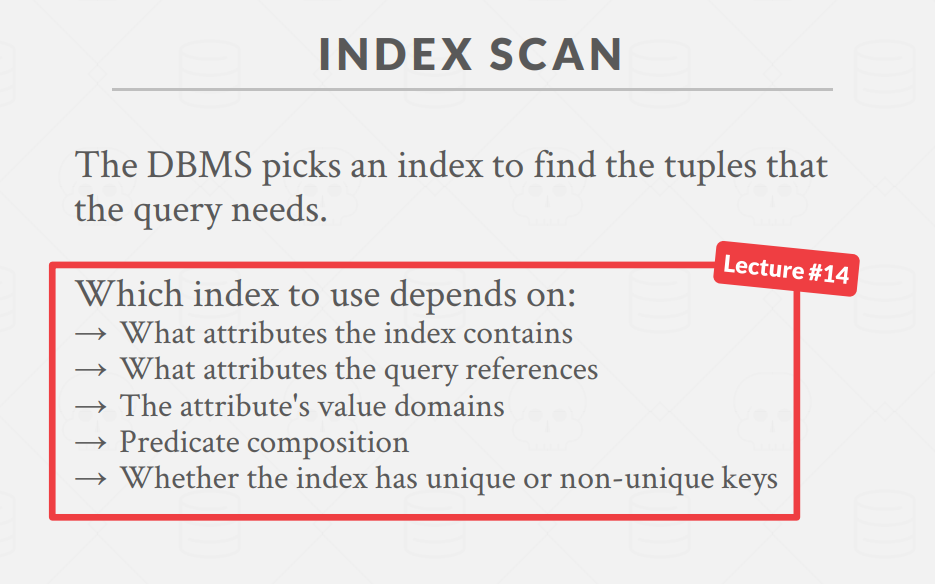 INDEX SCAN
The DBMS picks an index to find the tuples that
the query needs.
Lecture #14
Which index to use depends on:
→ What attributes the index contains
→ What attributes the query references
→ The attribute's value domains
→ Predicate composition
→ Whether the index has unique or non-unique keys